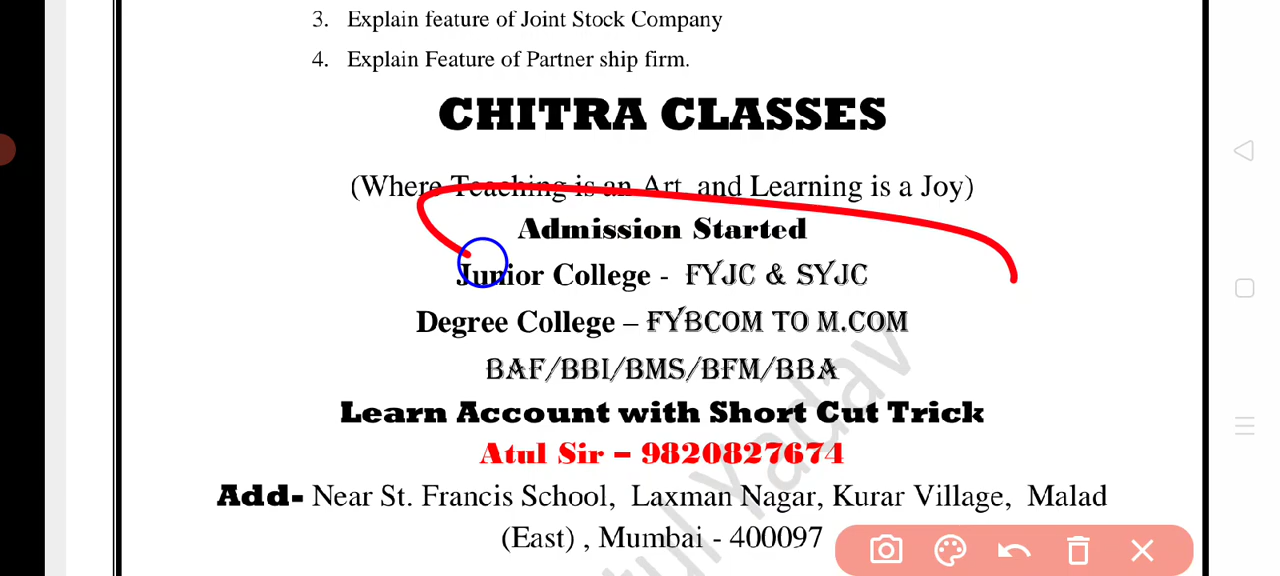 3. Explain feature of Joint Stock Company
4. Explain Feature of Partner ship firm.
CHITRA CLASSES
(Where Teaching is an Art and Learning is a Joy)
Admission Started
Junior College - FYJC & SYJC
Degree College – FYBCOM TO M.COM
BAF/BBI/BMS/BFM/BBA
Learn Account with Short Cut Trick
Atul Sir – 9820827674
Add- Near St. Francis School, Laxman Nagar, Kurar Village, Malad
(East) , Mumbai - 400097
tul Yadav